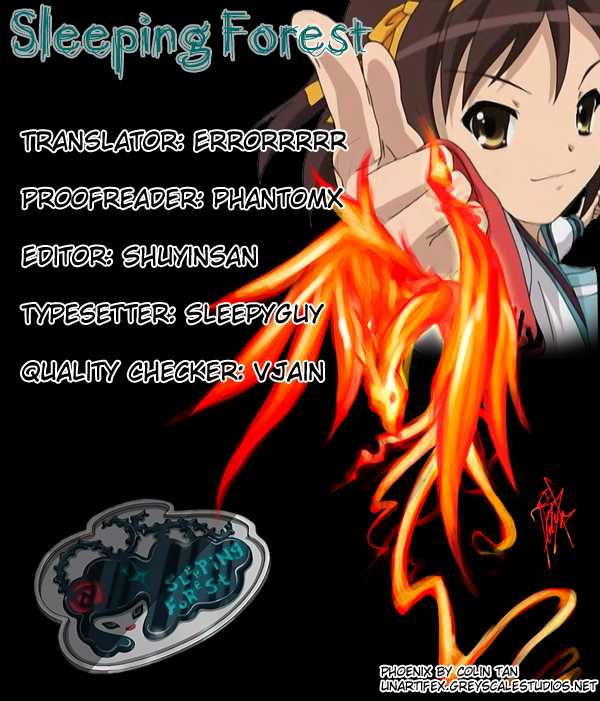 Sleeping Forest
TRANSLATOR: ERRORRRRR
PROOFREADER: PHANTOMX
EDITOR: SHUYINSAN
TYPESETTER: SLEEPYGUY
QUALITY CHECKER: VJAIN
SLEEPING
FOREST
PHOENIX BY COLIN TAN
LINARTIFEX.GREYSCALESTUDIOS.NET